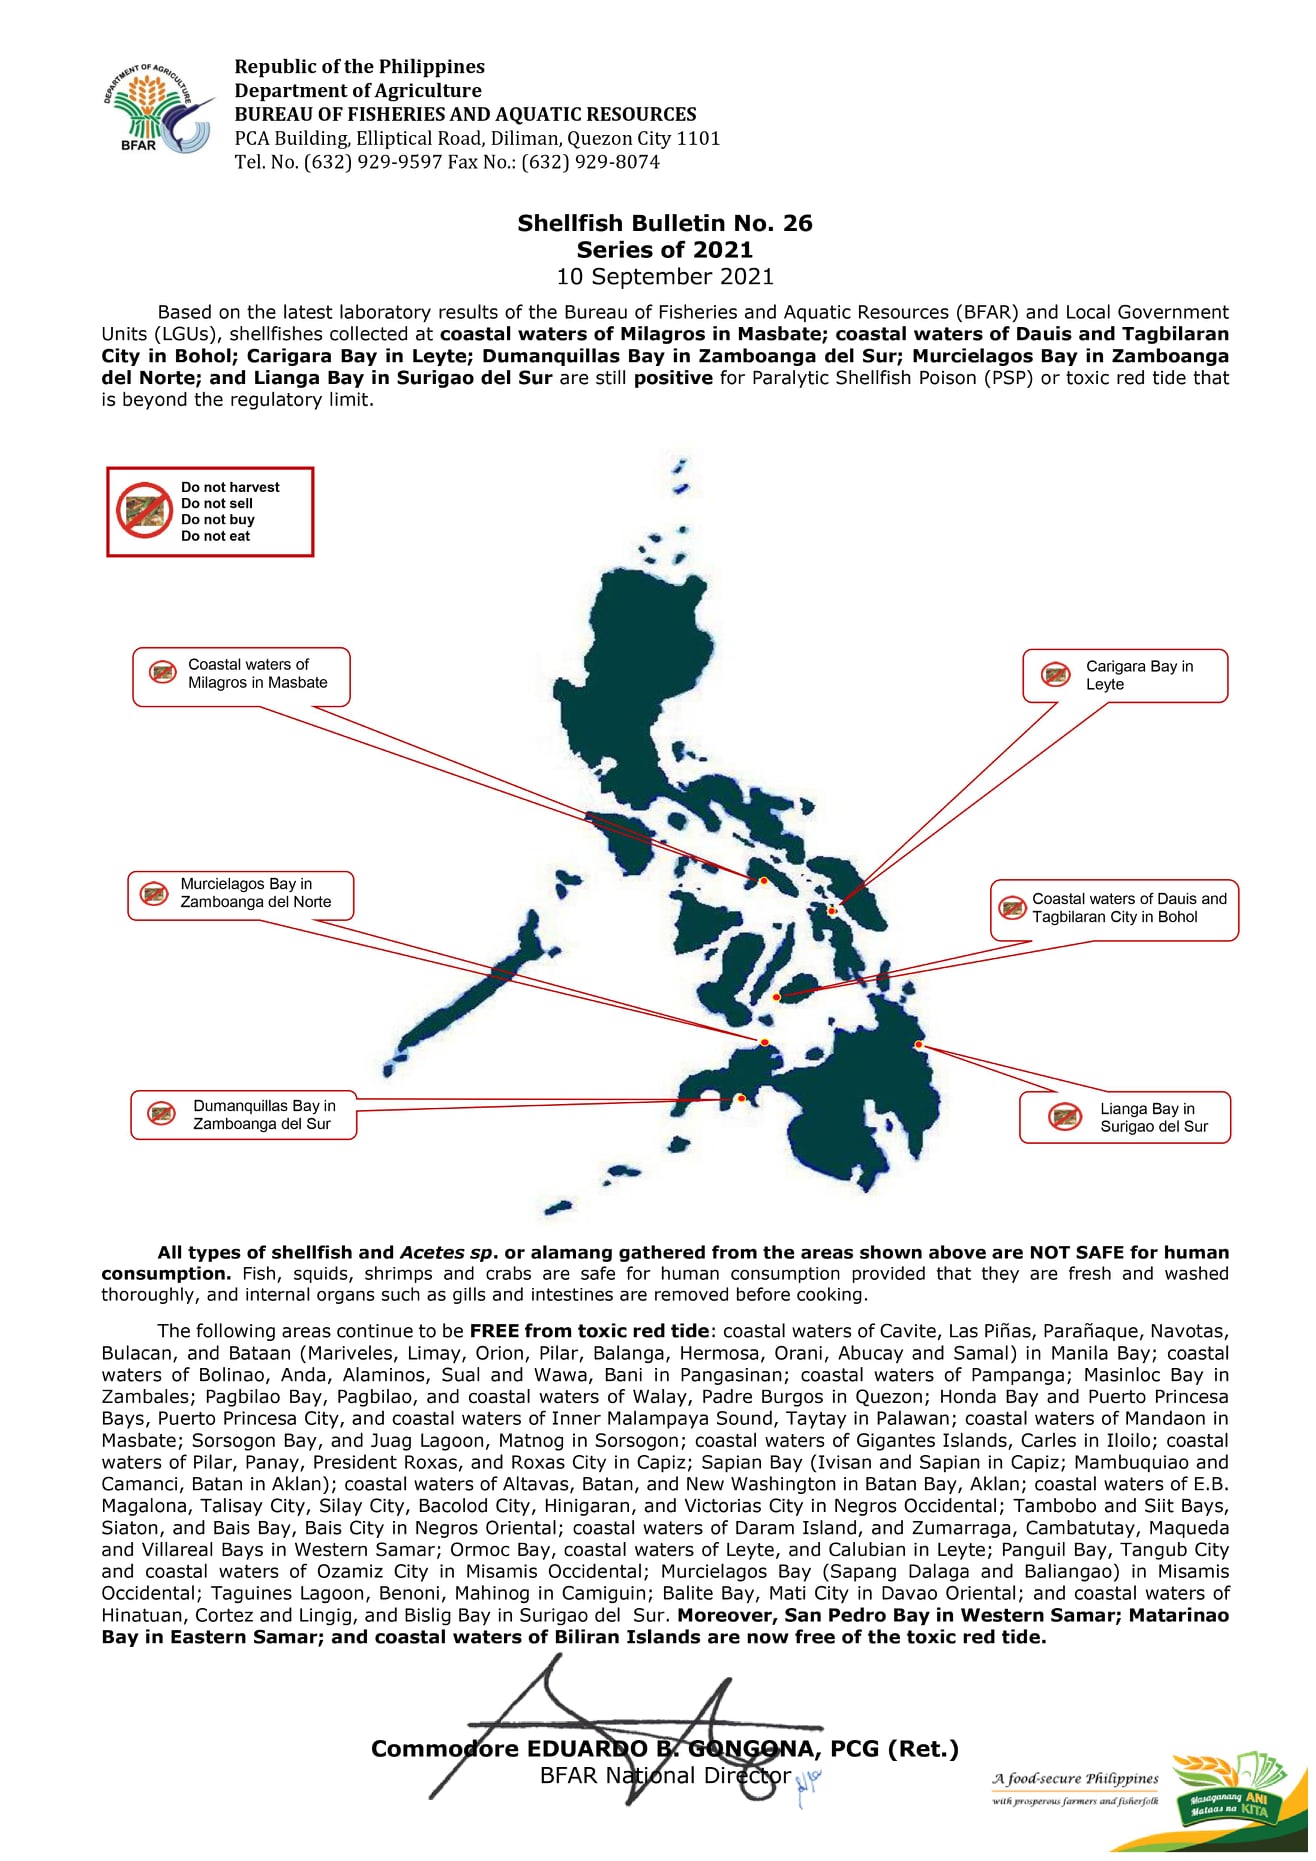 DEPARTMENT OF AGRICULTURE
BFAR
Republic of the Philippines
Department of Agriculture
BUREAU OF FISHERIES AND AQUATIC RESOURCES
PCA Building, Elliptical Road, Diliman, Quezon City 1101
Tel. No. (632) 929-9597 Fax No.: (632) 929-8074
Shellfish Bulletin No. 26
Series of 2021
10 September 2021
Based on the latest laboratory results of the Bureau of Fisheries and Aquatic Resources (BFAR) and Local Government
Units (LGUs), shellfishes collected at coastal waters of Milagros in Masbate; coastal waters of Dauis and Tagbilaran
City in Bohol; Carigara Bay in Leyte; Dumanquillas Bay in Zamboanga del Sur; Murcielagos Bay in Zamboanga
del Norte; and Lianga Bay in Surigao del Sur are still positive for Paralytic Shellfish Poison (PSP) or toxic red tide that
is beyond the regulatory limit.
Do not harvest
Do not sell
Do not buy
Do not eat
Coastal waters of
Milagros in Masbate
Carigara Bay in
Leyte
Murcielagos Bay in
Zamboanga del Norte
Coastal waters of Dauis and
Tagbilaran City in Bohol
Dumanquillas Bay in
Zamboanga del Sur
Lianga Bay in
Surigao del Sur
All types of shellfish and Acetes sp. or alamang gathered from the areas shown above are NOT SAFE for human
consumption. Fish, squids, shrimps and crabs are safe for human consumption provided that they are fresh and washed
thoroughly, and internal organs such as gills and intestines are removed before cooking.
The following areas continue to be FREE from toxic red tide: coastal waters of Cavite, Las Piñas, Parañaque, Navotas,
Bulacan, and Bataan (Mariveles, Limay, Orion, Pilar, Balanga, Hermosa, Orani, Abucay and Samal) in Manila Bay; coastal
waters of Bolinao, Anda, Alaminos, Sual and Wawa, Bani in Pangasinan; coastal waters of Pampanga; Masinloc Bay in
Zambales; Pagbilao Bay, Pagbilao, and coastal waters of Walay, Padre Burgos in Quezon; Honda Bay and Puerto Princesa
Bays, Puerto Princesa City, and coastal waters of Inner Malampaya Sound, Taytay in Palawan; coastal waters of Mandaon in
Masbate; Sorsogon Bay, and Juag Lagoon, Matnog in Sorsogon; coastal waters of Gigantes Islands, Carles in Iloilo; coastal
waters of Pilar, Panay, President Roxas, and Roxas City in Capiz; Sapian Bay (Ivisan and Sapian in Capiz; Mambuquiao and
Camanci, Batan in Aklan); coastal waters of Altavas, Batan, and New Washington in Batan Bay, Aklan; coastal waters of E.B.
Magalona, Talisay City, Silay City, Bacolod City, Hinigaran, and Victorias City in Negros Occidental; Tambobo and Siit Bays,
Siaton, and Bais Bay, Bais City in Negros Oriental; coastal waters of Daram Island, and Zumarraga, Cambatutay, Maqueda
and Villareal Bays in Western Samar; Ormoc Bay, coastal waters of Leyte, and Calubian in Leyte; Panguil Bay, Tangub City
and coastal waters of Ozamiz City in Misamis Occidental; Murcielagos Bay (Sapang Dalaga and Baliangao) in Misamis
Occidental; Taguines Lagoon, Benoni, Mahinog in Camiguin; Balite Bay, Mati City in Davao Oriental; and coastal waters of
Hinatuan, Cortez and Lingig, and Bislig Bay in Surigao del Sur. Moreover, San Pedro Bay in Western Samar; Matarinao
Bay in Eastern Samar; and coastal waters of Biliran Islands are now free of the toxic red tide.
Commodore EDUARDO B. GONGONA, PCG (Ret.)
BFAR National Director
A food-secure Philippines
with prosperous farmers and fisherfolk
Masaganang ANI
Mataas na KITA